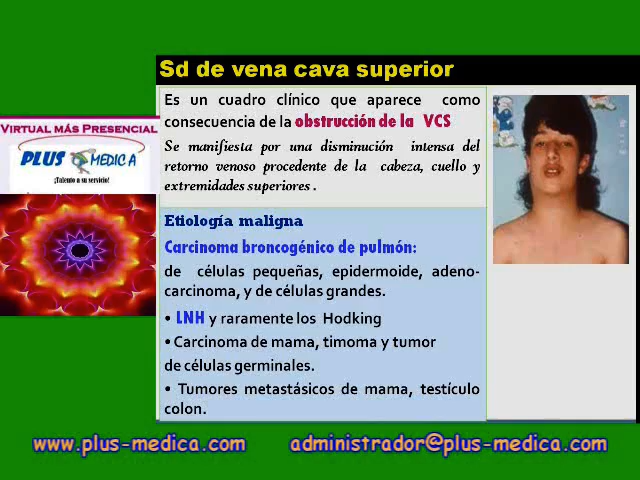 Sd de vena cava superior
Es un cuadro clínico que aparece como
consecuencia de la obstrucción de la VCS
Se manifiesta por una disminución intensa del
retorno venoso procedente de la cabeza, cuello y
extremidades superiores .
Etiología maligna
Carcinoma broncogénico de pulmón:
de células pequeñas, epidermoide, adeno-
carcinoma, y de células grandes.
• LNH y raramente los Hodking
• Carcinoma de mama, timoma y tumor
de células germinales.
• Tumores metastásicos de mama, testículo
colon.
VIRTUAL MÁS PRESENCIAL
PLUS MEDICA
¡Talento a su servicio!
www.plus-medica.com administrador@plus-medica.com